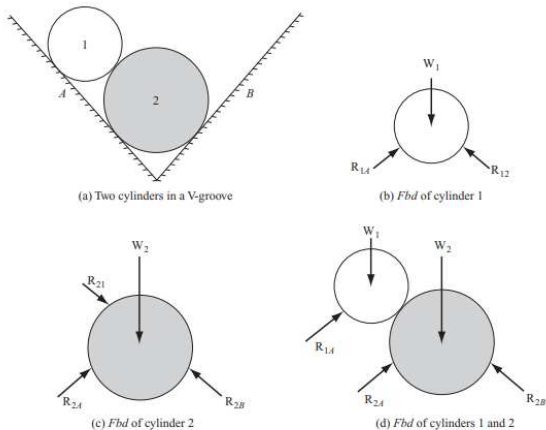 1
A
2
B
(a) Two cylinders in a V-groove
W₁
R₁A
R₁₂
(b) Fbd of cylinder 1
W₂
R₂₁
R₂A
R₂B
(c) Fbd of cylinder 2
W₁
W₂
R₁A
R₂A
R₂B
(d) Fbd of cylinders 1 and 2